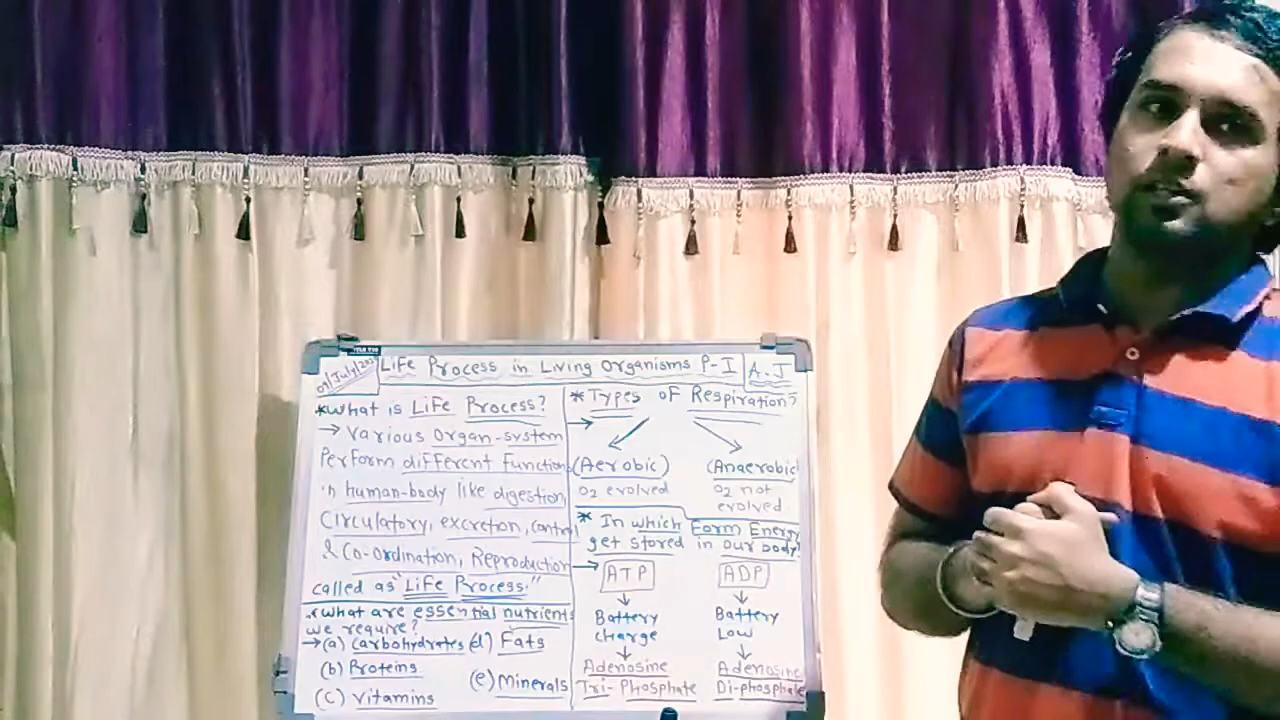 Life Process in Living Organisms P-I
A.J
*What is Life Process?
→ Various organ-system
Perform different Function
in human-body like digestion,
Circulatory, excretion, control
& Co-ordination, Reproduction
called as "Life Process."
*What are essential nutrients
we require?
→(a) Carbohydrates (d) Fats
(b) Proteins
(e) Minerals
(c) Vitamins
*Types of Respiration?
→
(Aerobic) (Anaerobic)
O2 evolved O2 not
evolved
* In which Form Energy
get stored in our body?
→ ATP ADP
Battery Battery
Charge Low
Adenosine Adenosine
Tri-Phosphate Di-phosphate